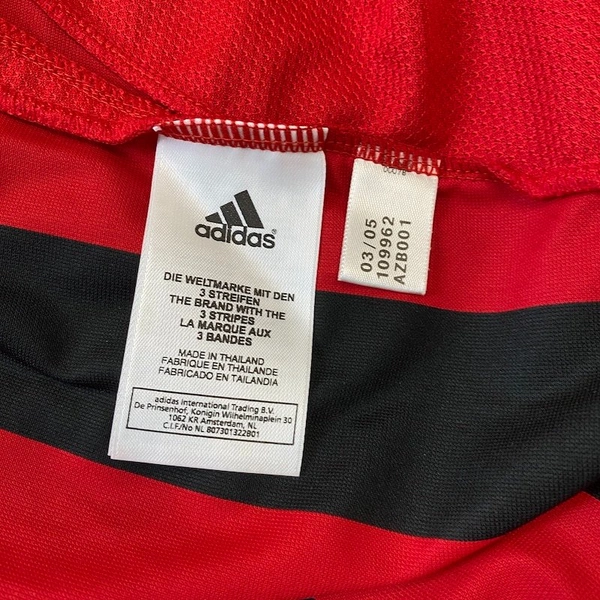 adidas
DIE WELTMARKE MIT DEN
3 STREIFEN
THE BRAND WITH THE
3 STRIPES
LA MARQUE AUX
3 BANDES
MADE IN THAILAND
FABRIQUE EN THAILANDE
FABRICADO EN TAILANDIA
adidas International Trading B.V.
De Prinsenhof, Konigin Wilhelminaplein 30
1062 KR Amsterdam, NL
C.I.F./No NL 807301322B01
03/05
109962
AZB001